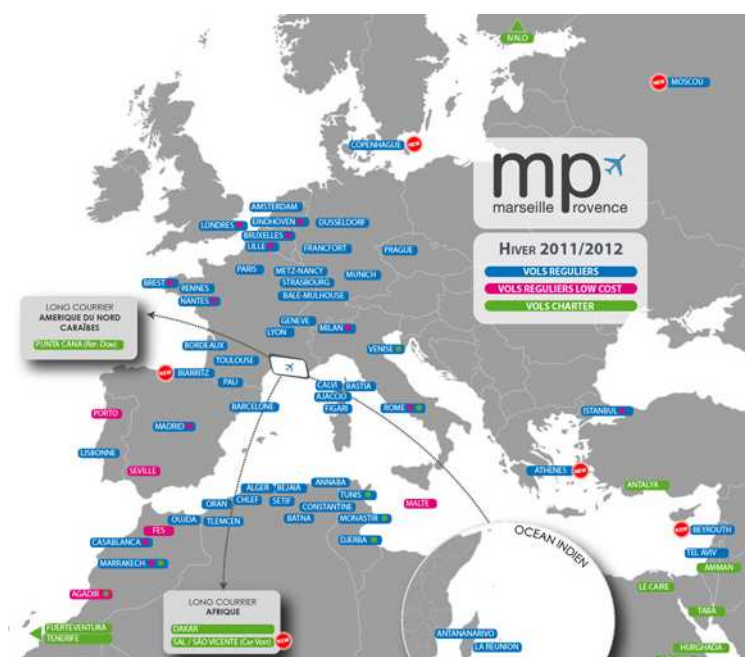 IVALO
NEW
MOSCOU
COPENHAGUE
NEW
mp
marseille provence
HIVER 2011/2012
VOLS REGULIERS
VOLS REGULIERS LOW COST
VOLS CHARTER
AMSTERDAM
LONDRES
EINDHOVEN
DUSSELDORF
BRUXELLES
LILLE
FRANCFORT
PRAGUE
PARIS
METZ-NANCY
MUNICH
STRASBOURG
BALE-MULHOUSE
BREST
RENNES
NANTES
LONG COURRIER
AMERIQUE DU NORD
CARAÏBES
PUNTA CANA (Rép. Dom)
GENEVE
LYON
MILAN
BORDEAUX
VENISE
TOULOUSE
NEW
BIARRITZ
PAU
CALVI
BASTIA
AJACCIO
FIGARI
BARCELONE
ROME
PORTO
MADRID
ISTANBUL
LISBONNE
SEVILLE
ATHENES
NEW
ANTALYA
ALGER
BEJAIA
ANNABA
TUNIS
ORAN
CHLEF
SETIF
CONSTANTINE
MALTE
OUJDA
TLEMCEN
BATNA
MONASTIR
FES
CASABLANCA
DJERBA
NEW
BEYROUTH
OCEAN INDIEN
TEL AVIV
MARRAKECH
AMMAN
AGADIR
LE CAIRE
LONG COURRIER
AFRIQUE
DAKAR
SAL / SÃO VICENTE (Cap Vert)
NEW
TABA
FUERTEVENTURA
TENERIFE
ANTANANARIVO
LA REUNION
HURGHADA